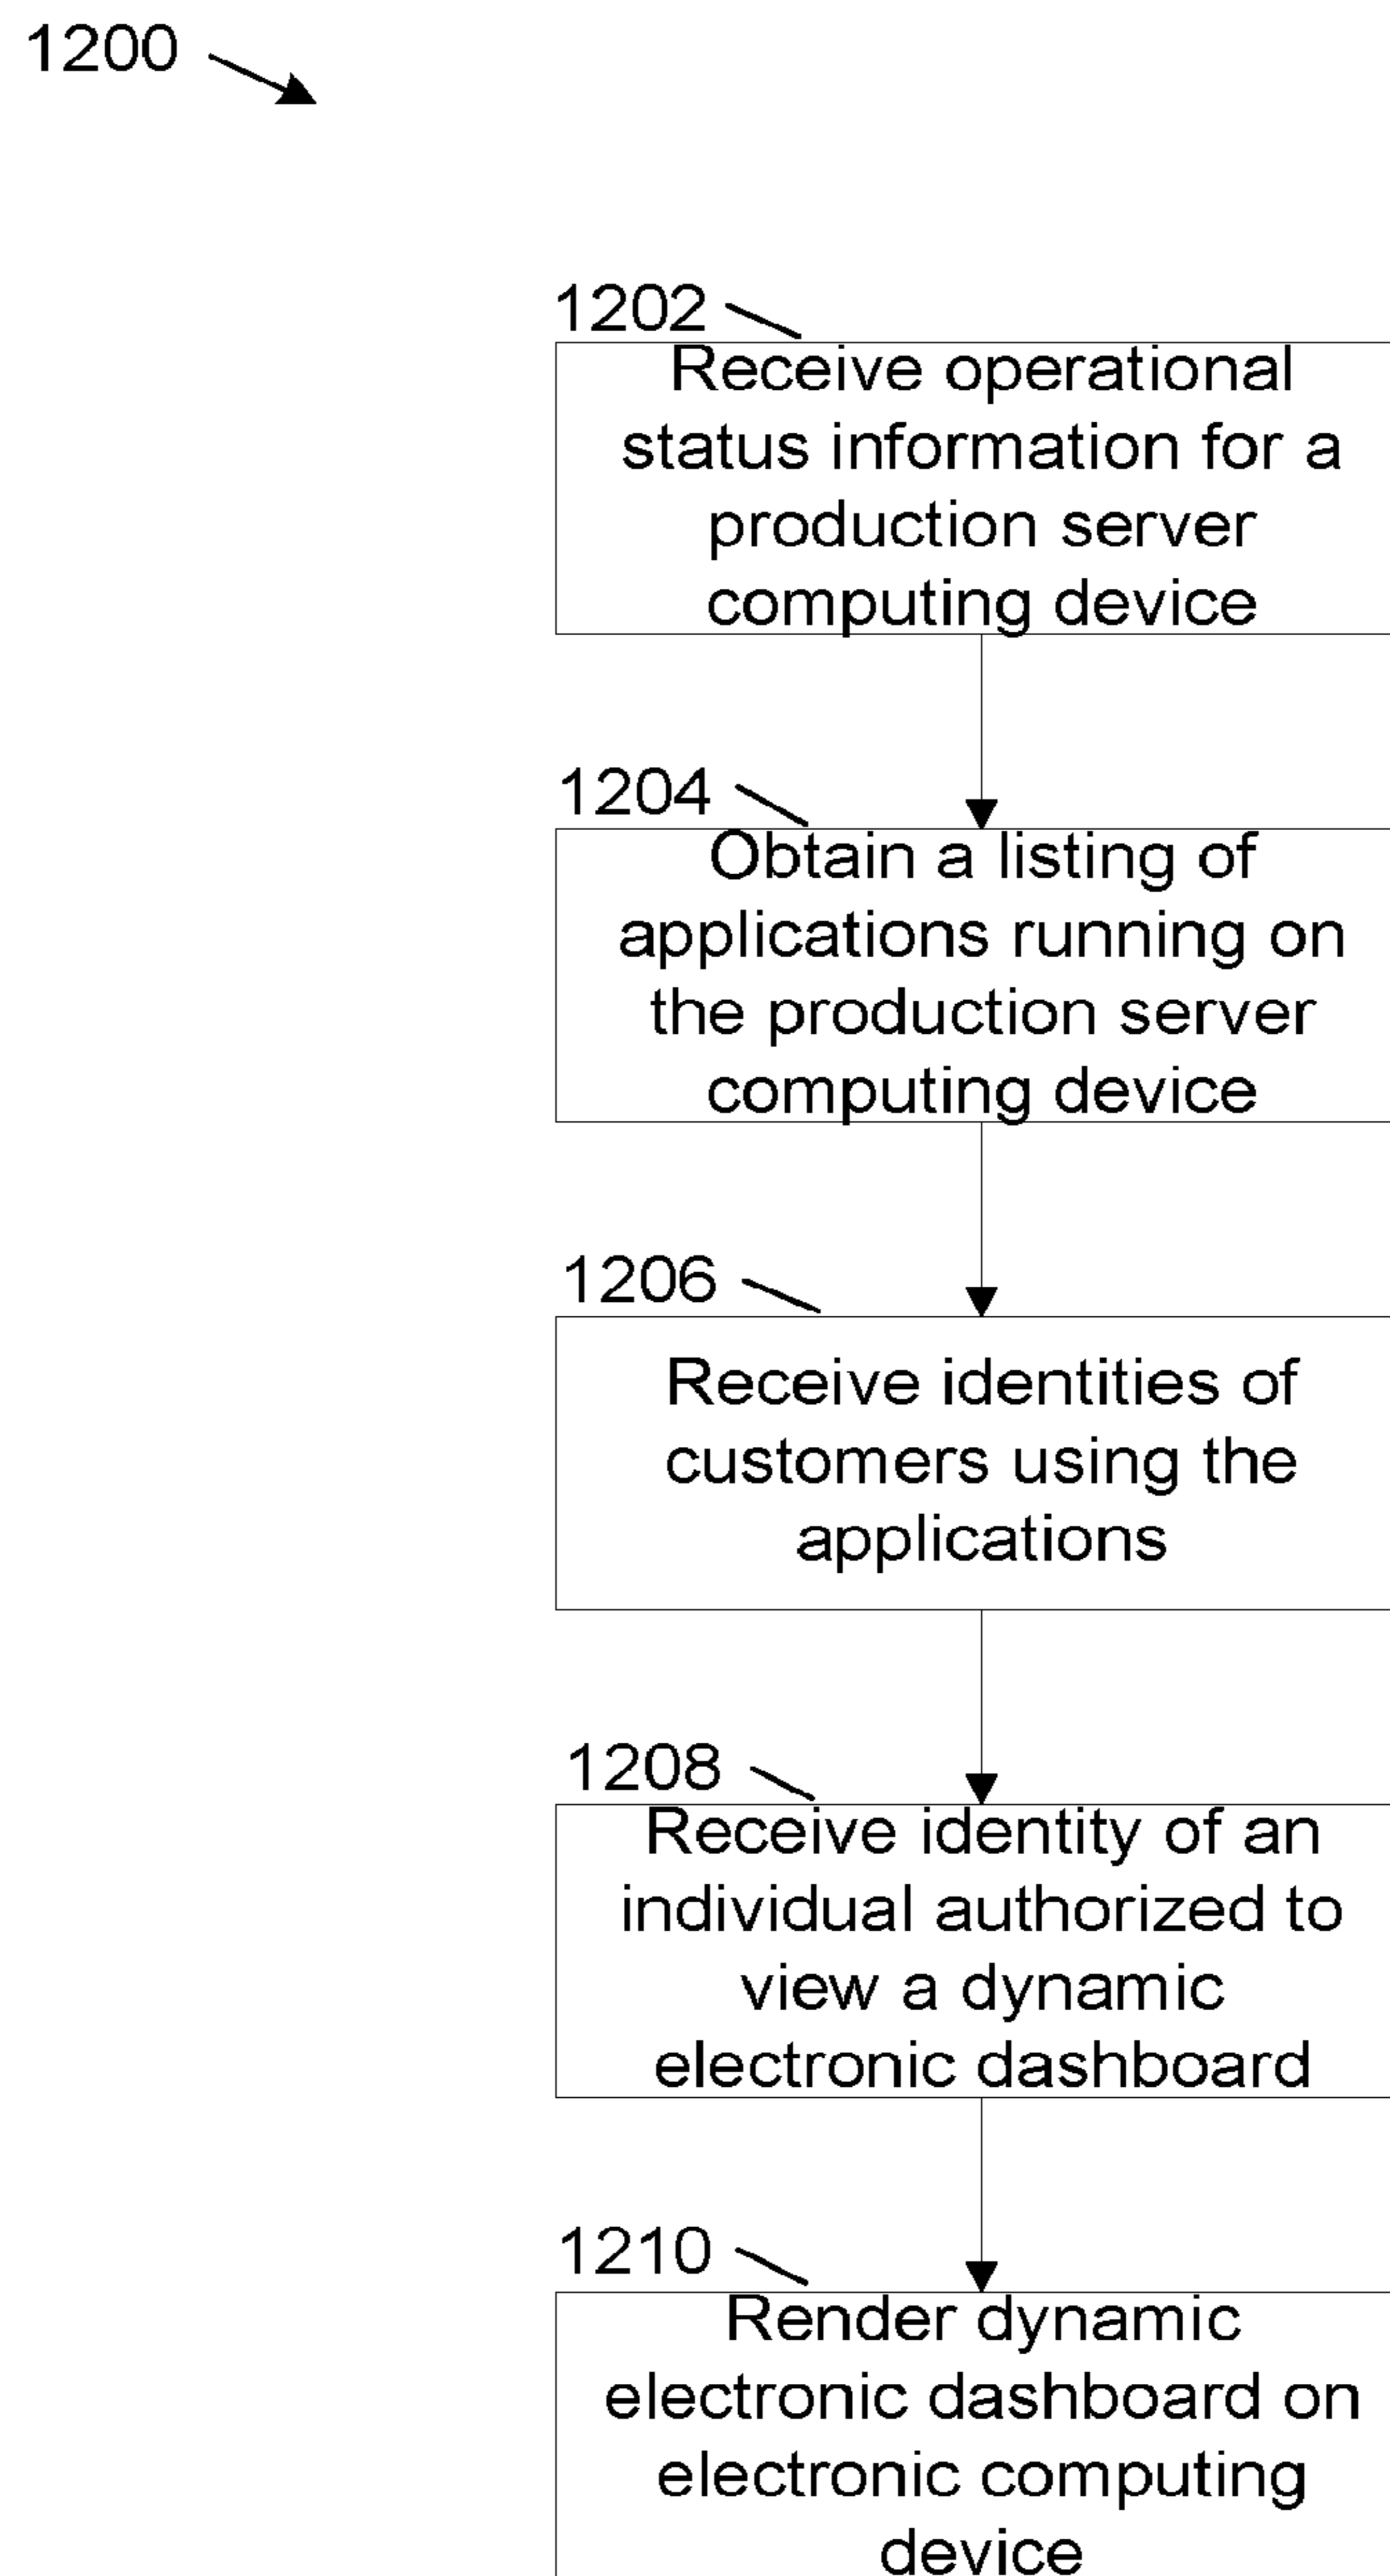 1200
1202
Receive operational
status information for a
production server
computing device
1204
Obtain a listing of
applications running on
the production server
computing device
1206
Receive identities of
customers using the
applications
1208
Receive identity of an
individual authorized to
view a dynamic
electronic dashboard
1210
Render dynamic
electronic dashboard on
electronic computing
device